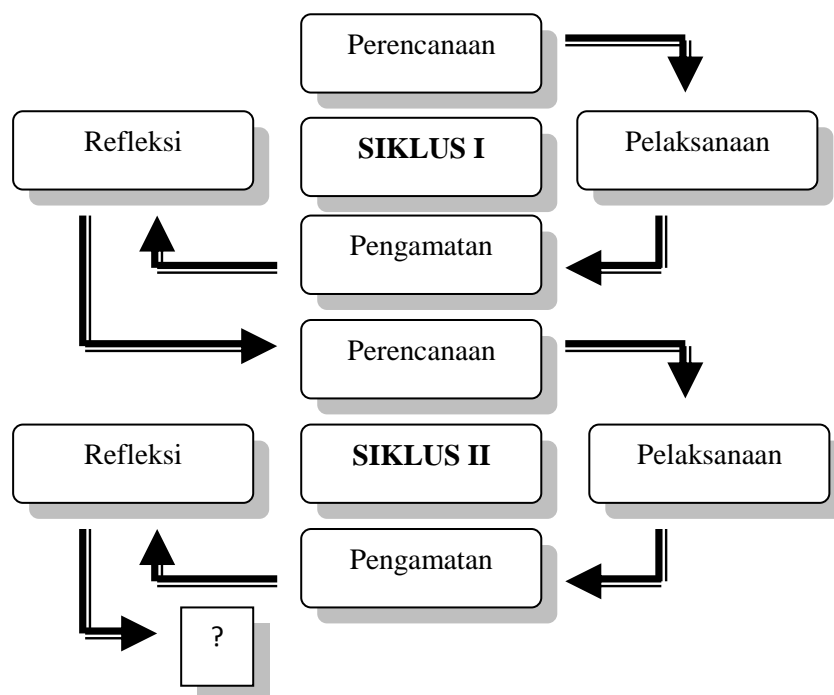 Perencanaan
Refleksi
SIKLUS I
Pelaksanaan
Pengamatan
Perencanaan
Refleksi
SIKLUS II
Pelaksanaan
Pengamatan
?